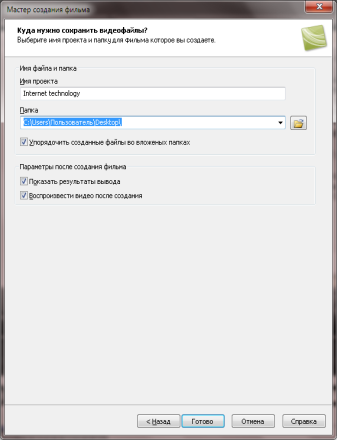 Мастер создания фильма
Куда нужно сохранить видеофайлы?
Выберите имя проекта и папку для Фильма которое вы создаете.
Имя файла и папка
Имя проекта
Internet technology
Папка
C:\Users\Пользователь\Desktop\
Упорядочить созданные файлы во вложеных папках
Параметры после создания фильма
Показать результаты вывода
Воспроизвести видео после создания
< Назад Готово Отмена Справка